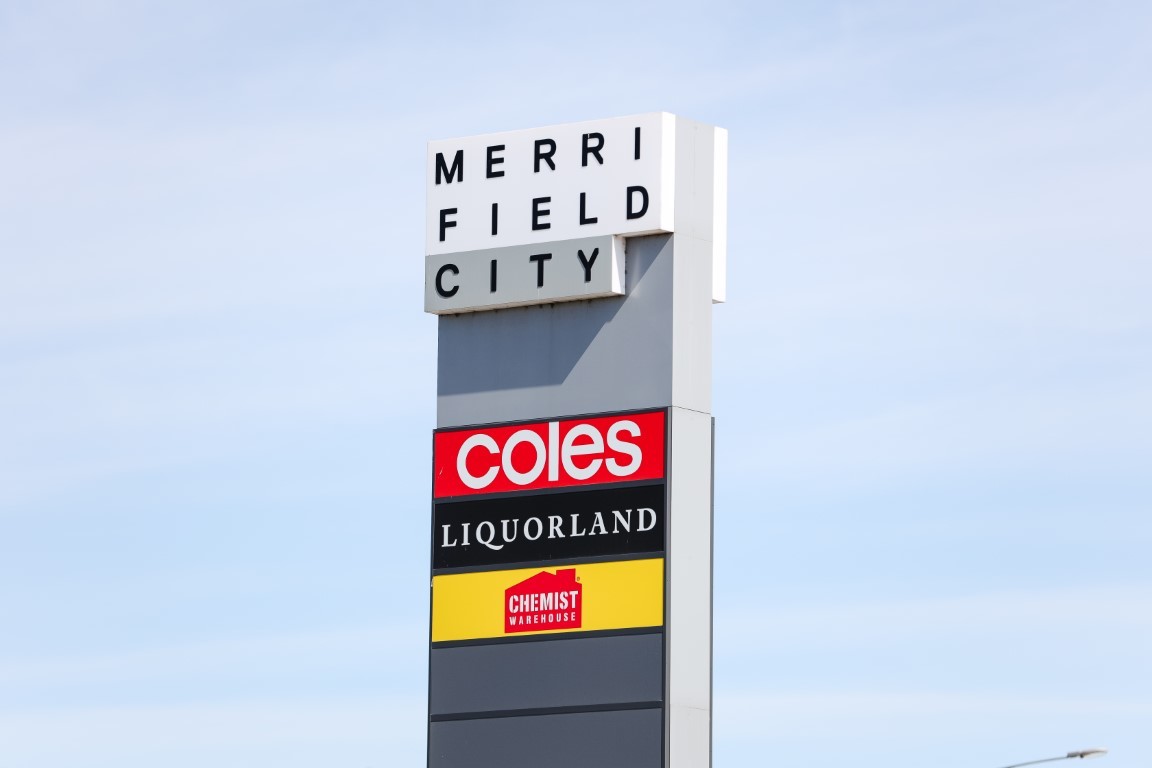 MERRI
FIELD
CITY
coles
LIQUORLAND
CHEMIST
WAREHOUSE